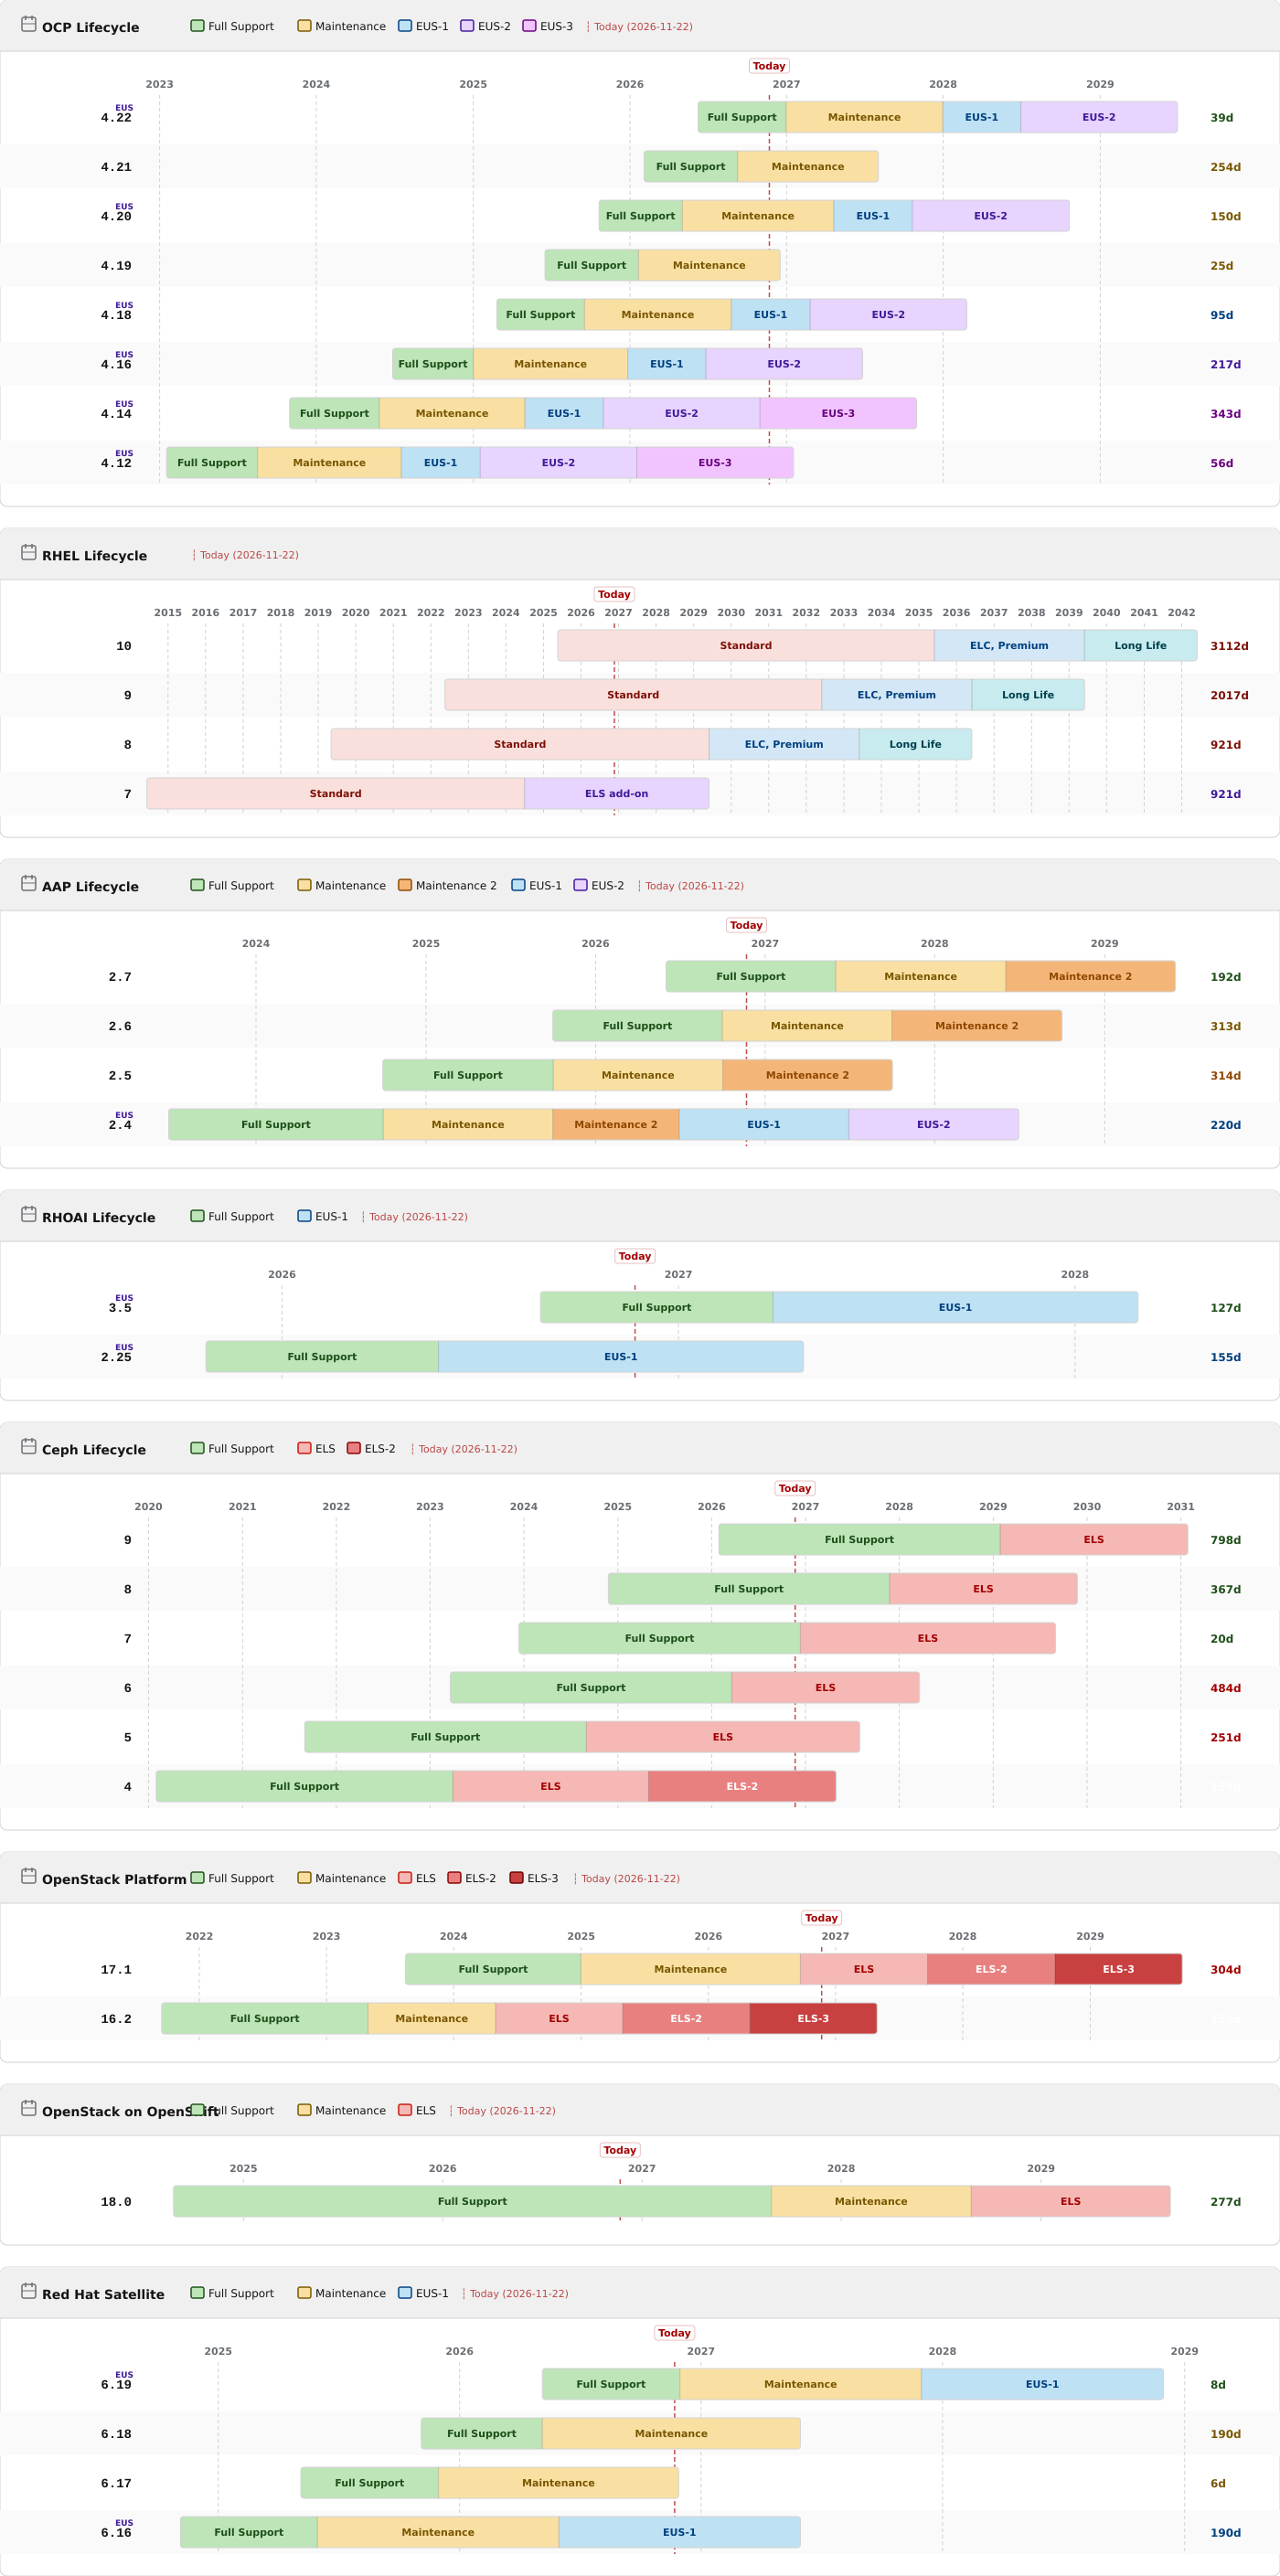 OCP Lifecycle Full Support Maintenance EUS-1 EUS-2 EUS-3 Today (2026-11-22)
Today
2023 2024 2025 2026 2027 2028 2029
EUS
4.22 Full Support Maintenance EUS-1 EUS-2 39d
4.21 Full Support Maintenance 254d
EUS
4.20 Full Support Maintenance EUS-1 EUS-2 150d
4.19 Full Support Maintenance 25d
EUS
4.18 Full Support Maintenance EUS-1 EUS-2 95d
EUS
4.16 Full Support Maintenance EUS-1 EUS-2 217d
EUS
4.14 Full Support Maintenance EUS-1 EUS-2 EUS-3 343d
EUS
4.12 Full Support Maintenance EUS-1 EUS-2 EUS-3 56d
RHEL Lifecycle Today (2026-11-22)
Today
2015 2016 2017 2018 2019 2020 2021 2022 2023 2024 2025 2026 2027 2028 2029 2030 2031 2032 2033 2034 2035 2036 2037 2038 2039 2040 2041 2042
10 Standard ELC, Premium Long Life 3112d
9 Standard ELC, Premium Long Life 2017d
8 Standard ELC, Premium Long Life 921d
7 Standard ELS add-on 921d
AAP Lifecycle Full Support Maintenance Maintenance 2 EUS-1 EUS-2 Today (2026-11-22)
Today
2024 2025 2026 2027 2028 2029
2.7 Full Support Maintenance Maintenance 2 192d
2.6 Full Support Maintenance Maintenance 2 313d
2.5 Full Support Maintenance Maintenance 2 314d
EUS
2.4 Full Support Maintenance Maintenance 2 EUS-1 EUS-2 220d
RHOAI Lifecycle Full Support EUS-1 Today (2026-11-22)
Today
2026 2027 2028
EUS
3.5 Full Support EUS-1 127d
EUS
2.25 Full Support EUS-1 155d
Ceph Lifecycle Full Support ELS ELS-2 Today (2026-11-22)
Today
2020 2021 2022 2023 2024 2025 2026 2027 2028 2029 2030 2031
9 Full Support ELS 798d
8 Full Support ELS 367d
7 Full Support ELS 20d
6 Full Support ELS 484d
5 Full Support ELS 251d
4 Full Support ELS ELS-2
OpenStack Platform Full Support Maintenance ELS ELS-2 ELS-3 Today (2026-11-22)
Today
2022 2023 2024 2025 2026 2027 2028 2029
17.1 Full Support Maintenance ELS ELS-2 ELS-3 304d
16.2 Full Support Maintenance ELS ELS-2 ELS-3
OpenStack on OpenShift Full Support Maintenance ELS Today (2026-11-22)
Today
2025 2026 2027 2028 2029
18.0 Full Support Maintenance ELS 277d
Red Hat Satellite Full Support Maintenance EUS-1 Today (2026-11-22)
Today
2025 2026 2027 2028 2029
EUS
6.19 Full Support Maintenance EUS-1 8d
6.18 Full Support Maintenance 190d
6.17 Full Support Maintenance 6d
EUS
6.16 Full Support Maintenance EUS-1 190d